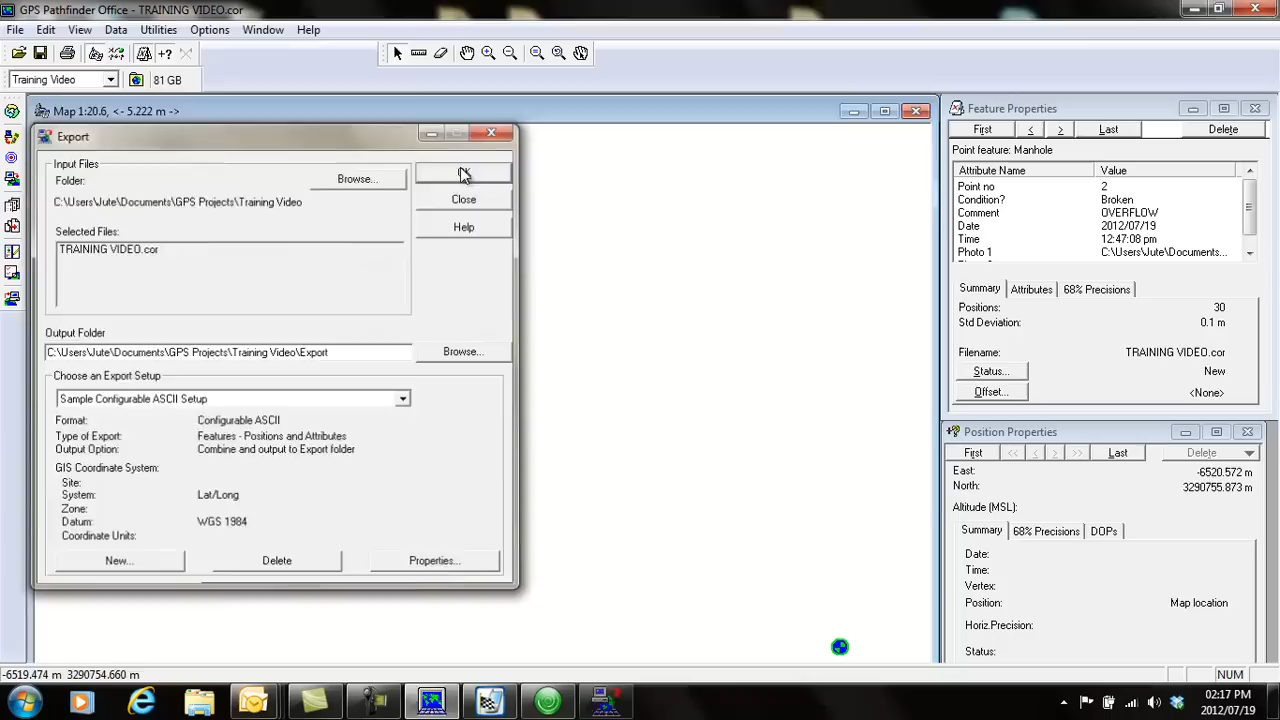 GPS Pathfinder Office - TRAINING VIDEO.cor
File Edit View Data Utilities Options Window Help
Training Video 81 GB
Map 1:20.6, <- 5.222 m ->
Export
Input Files
Folder: Browse...
C:\Users\Jute\Documents\GPS Projects\Training Video
Selected Files:
TRAINING VIDEO.cor
Close
Help
Output Folder
C:\Users\Jute\Documents\GPS Projects\Training Video\Export Browse...
Choose an Export Setup
Sample Configurable ASCII Setup
Format: Configurable ASCII
Type of Export: Features - Positions and Attributes
Output Option: Combine and output to Export folder
GIS Coordinate System:
Site:
System: Lat/Long
Zone:
Datum: WGS 1984
Coordinate Units:
New... Delete Properties...
Feature Properties
First < > Last Delete
Point feature: Manhole
Attribute Name Value
Point no 2
Condition? Broken
Comment OVERFLOW
Date 2012/07/19
Time 12:47:08 pm
Photo 1 C:\Users\Jute\Documents...
Summary Attributes 68% Precisions
Positions: 30
Std Deviation: 0.1 m
Filename: TRAINING VIDEO.cor
Status... New
Offset... <None>
Position Properties
First << < > >> Last Delete
East: -6520.572 m
North: 3290755.873 m
Altitude (MSL):
Summary 68% Precisions DOPs
Date:
Time:
Vertex:
Position: Map location
Horiz.Precision:
Status:
-6519.474 m 3290754.660 m NUM
02:17 PM
2012/07/19